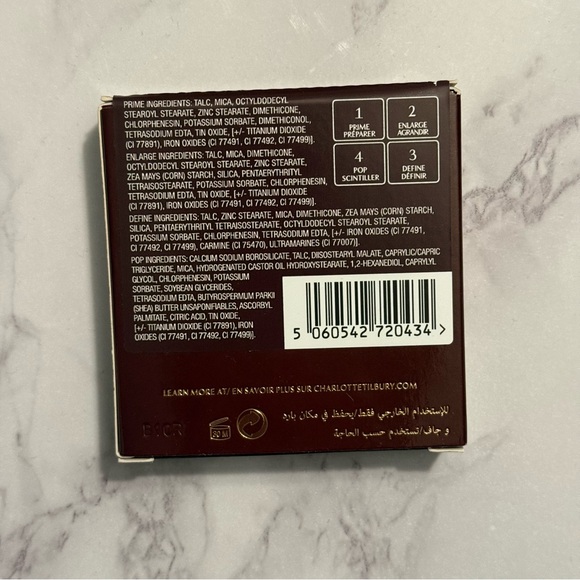 PRIME INGREDIENTS: TALC, MICA, OCTYLDODECYL
STEAROYL STEARATE, ZINC STEARATE, DIMETHICONE,
CHLORPHENESIN, POTASSIUM SORBATE, DIMETHICONOL,
TETRASODIUM EDTA, TIN OXIDE, [+/- TITANIUM DIOXIDE
(CI 77891), IRON OXIDES (CI 77491, CI 77492, CI 77499)].
ENLARGE INGREDIENTS: TALC, MICA, DIMETHICONE,
OCTYLDODECYL STEAROYL STEARATE, ZINC STEARATE,
ZEA MAYS (CORN) STARCH, SILICA, PENTAERYTHRITYL
TETRAISOSTEARATE, POTASSIUM SORBATE, CHLORPHENESIN,
TETRASODIUM EDTA, TIN OXIDE, [+/- TITANIUM DIOXIDE
(CI 77891), IRON OXIDES (CI 77491, CI 77492, CI 77499)].
DEFINE INGREDIENTS: TALC, ZINC STEARATE, MICA, DIMETHICONE, ZEA MAYS (CORN) STARCH,
SILICA, PENTAERYTHRITYL TETRAISOSTEARATE, OCTYLDODECYL STEAROYL STEARATE,
POTASSIUM SORBATE, CHLORPHENESIN, TETRASODIUM EDTA, [+/- IRON OXIDES (CI 77491,
CI 77492, CI 77499), CARMINE (CI 75470), ULTRAMARINES (CI 77007)].
POP INGREDIENTS: CALCIUM SODIUM BOROSILICATE, TALC, DIISOSTEARYL MALATE, CAPRYLIC/CAPRIC
TRIGLYCERIDE, MICA, HYDROGENATED CASTOR OIL HYDROXYSTEARATE, 1,2-HEXANEDIOL, CAPRYLYL
GLYCOL, CHLORPHENESIN, POTASSIUM
SORBATE, SOYBEAN GLYCERIDES,
TETRASODIUM EDTA, BUTYROSPERMUM PARKII
(SHEA) BUTTER UNSAPONIFIABLES, ASCORBYL
PALMITATE, CITRIC ACID, TIN OXIDE,
[+/- TITANIUM DIOXIDE (CI 77891), IRON
OXIDES (CI 77491, CI 77492, CI 77499)].
1
PRIME
PRÉPARER
2
ENLARGE
AGRANDIR
4
POP
SCINTILLER
3
DEFINE
DÉFINIR
5 060542 720434 >
LEARN MORE AT/ EN SAVOIR PLUS SUR CHARLOTTETILBURY.COM
للإستخدام الخارجي فقط/يحفظ في مكان بارد
و جاف/تستخدم حسب الحاجة